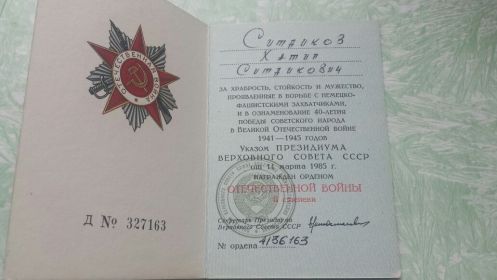 ОТЕЧЕСТВЕННАЯ ВОЙНА
Д № 327163
Ситдиков
Хатип
Ситдикович
ЗА ХРАБРОСТЬ, СТОЙКОСТЬ И МУЖЕСТВО,
ПРОЯВЛЕННЫЕ В БОРЬБЕ С НЕМЕЦКО-
ФАШИСТСКИМИ ЗАХВАТЧИКАМИ,
И В ОЗНАМЕНОВАНИЕ 40-ЛЕТИЯ
ПОБЕДЫ СОВЕТСКОГО НАРОДА
В ВЕЛИКОЙ ОТЕЧЕСТВЕННОЙ ВОЙНЕ
1941—1945 ГОДОВ
УКАЗОМ ПРЕЗИДИУМА
ВЕРХОВНОГО СОВЕТА СССР
от 11 марта 1985 г.
НАГРАЖДЕН ОРДЕНОМ
ОТЕЧЕСТВЕННОЙ ВОЙНЫ
II степени
Секретарь Президиума
Верховного Совета СССР
№ ордена 4136163